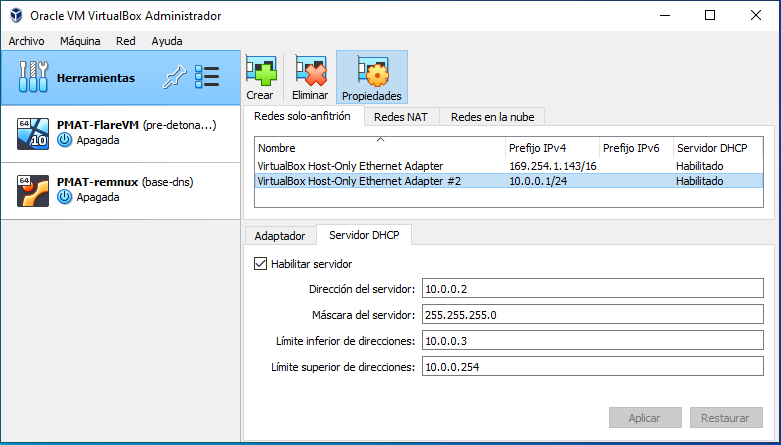 Oracle VM VirtualBox Administrador
Archivo Máquina Red Ayuda
Herramientas
64
10
PMAT-FlareVM (pre-detona...)
Apagada
64
PMAT-remnux (base-dns)
Apagada
Crear Eliminar Propiedades
Redes solo-anfitrión Redes NAT Redes en la nube
Nombre Prefijo IPv4 Prefijo IPv6 Servidor DHCP
VirtualBox Host-Only Ethernet Adapter 169.254.1.143/16 Habilitado
VirtualBox Host-Only Ethernet Adapter #2 10.0.0.1/24 Habilitado
Adaptador Servidor DHCP
Habilitar servidor
Dirección del servidor: 10.0.0.2
Máscara del servidor: 255.255.255.0
Límite inferior de direcciones: 10.0.0.3
Límite superior de direcciones: 10.0.0.254
Aplicar Restaurar